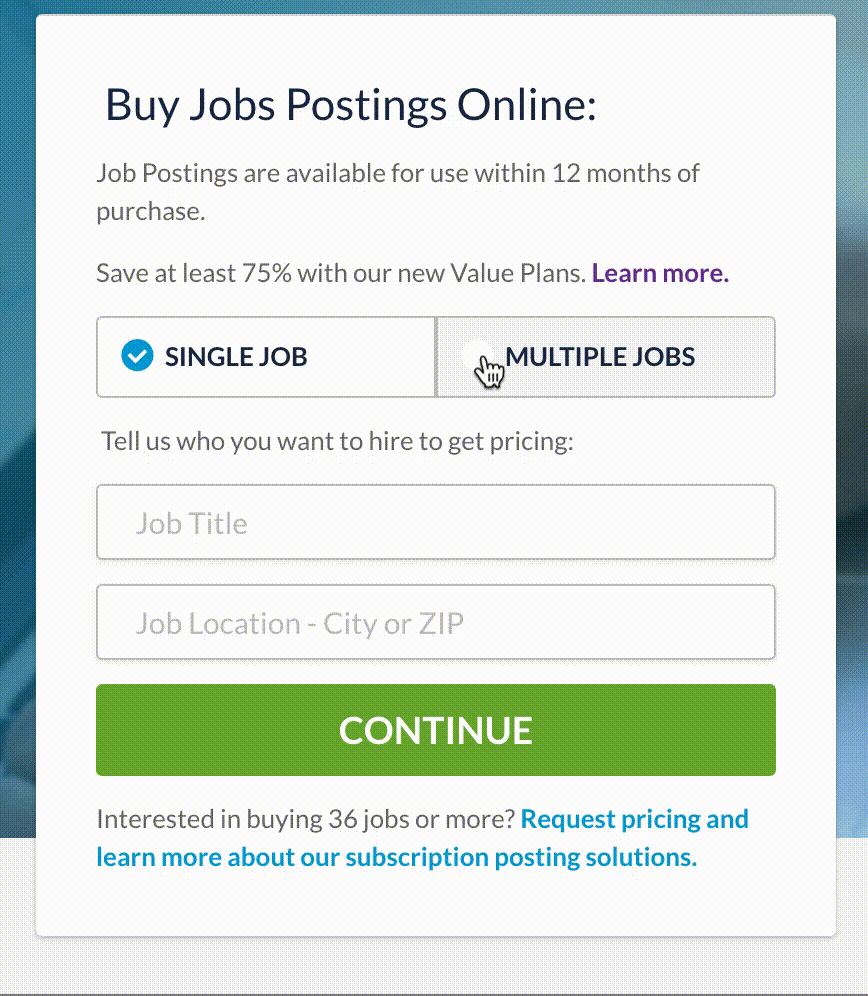 Buy Jobs Postings Online:
Job Postings are available for use within 12 months of
purchase.
Save at least 75% with our new Value Plans. Learn more.
SINGLE JOB
MULTIPLE JOBS
Tell us who you want to hire to get pricing:
Job Title
Job Location - City or ZIP
CONTINUE
Interested in buying 36 jobs or more? Request pricing and
learn more about our subscription posting solutions.